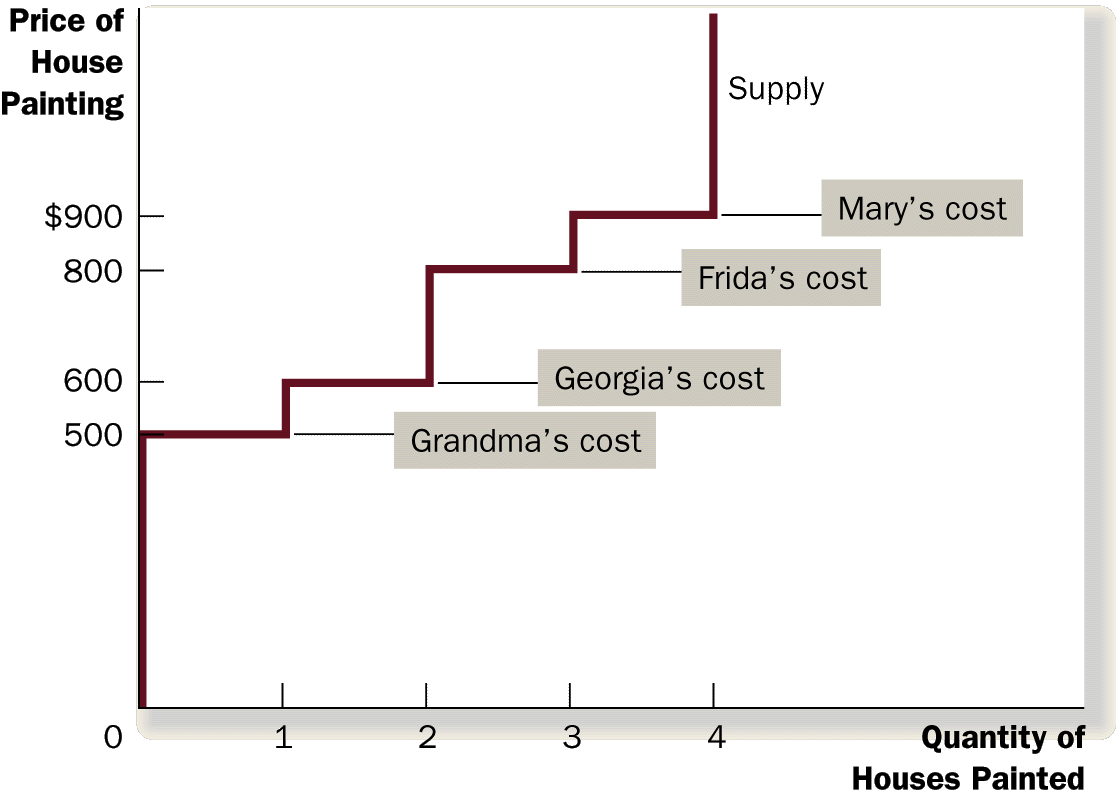 Price of
House
Painting
Supply
$900
Mary’s cost
800
Frida’s cost
600
Georgia’s cost
500
Grandma’s cost
0
1
2
3
4
Quantity of
Houses Painted